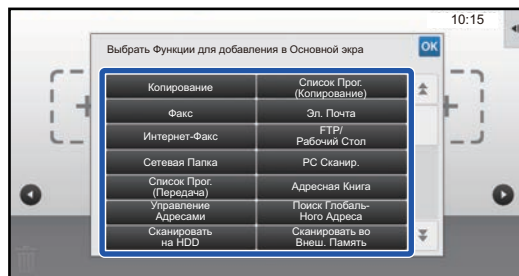 10:15
Выбрать Функции для добавления в Основной экра
OK
Копирование
Список Прог.
(Копирование)
Факс
Эл. Почта
Интернет-Факс
FTP/
Рабочий Стол
Сетевая Папка
PC Сканир.
Список Прог.
(Передача)
Адресная Книга
Управление
Адресами
Поиск Глобаль-
Ного Адреса
Сканировать
на HDD
Сканировать во
Внеш. Память